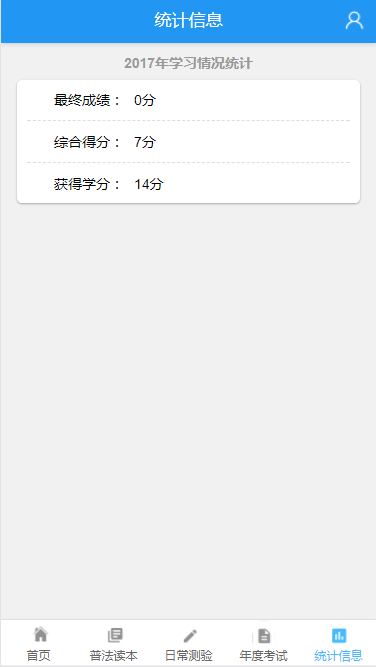 统计信息
2017年学习情况统计
最终成绩： 0分
综合得分： 7分
获得学分： 14分
首页 普法读本 日常测验 年度考试 统计信息